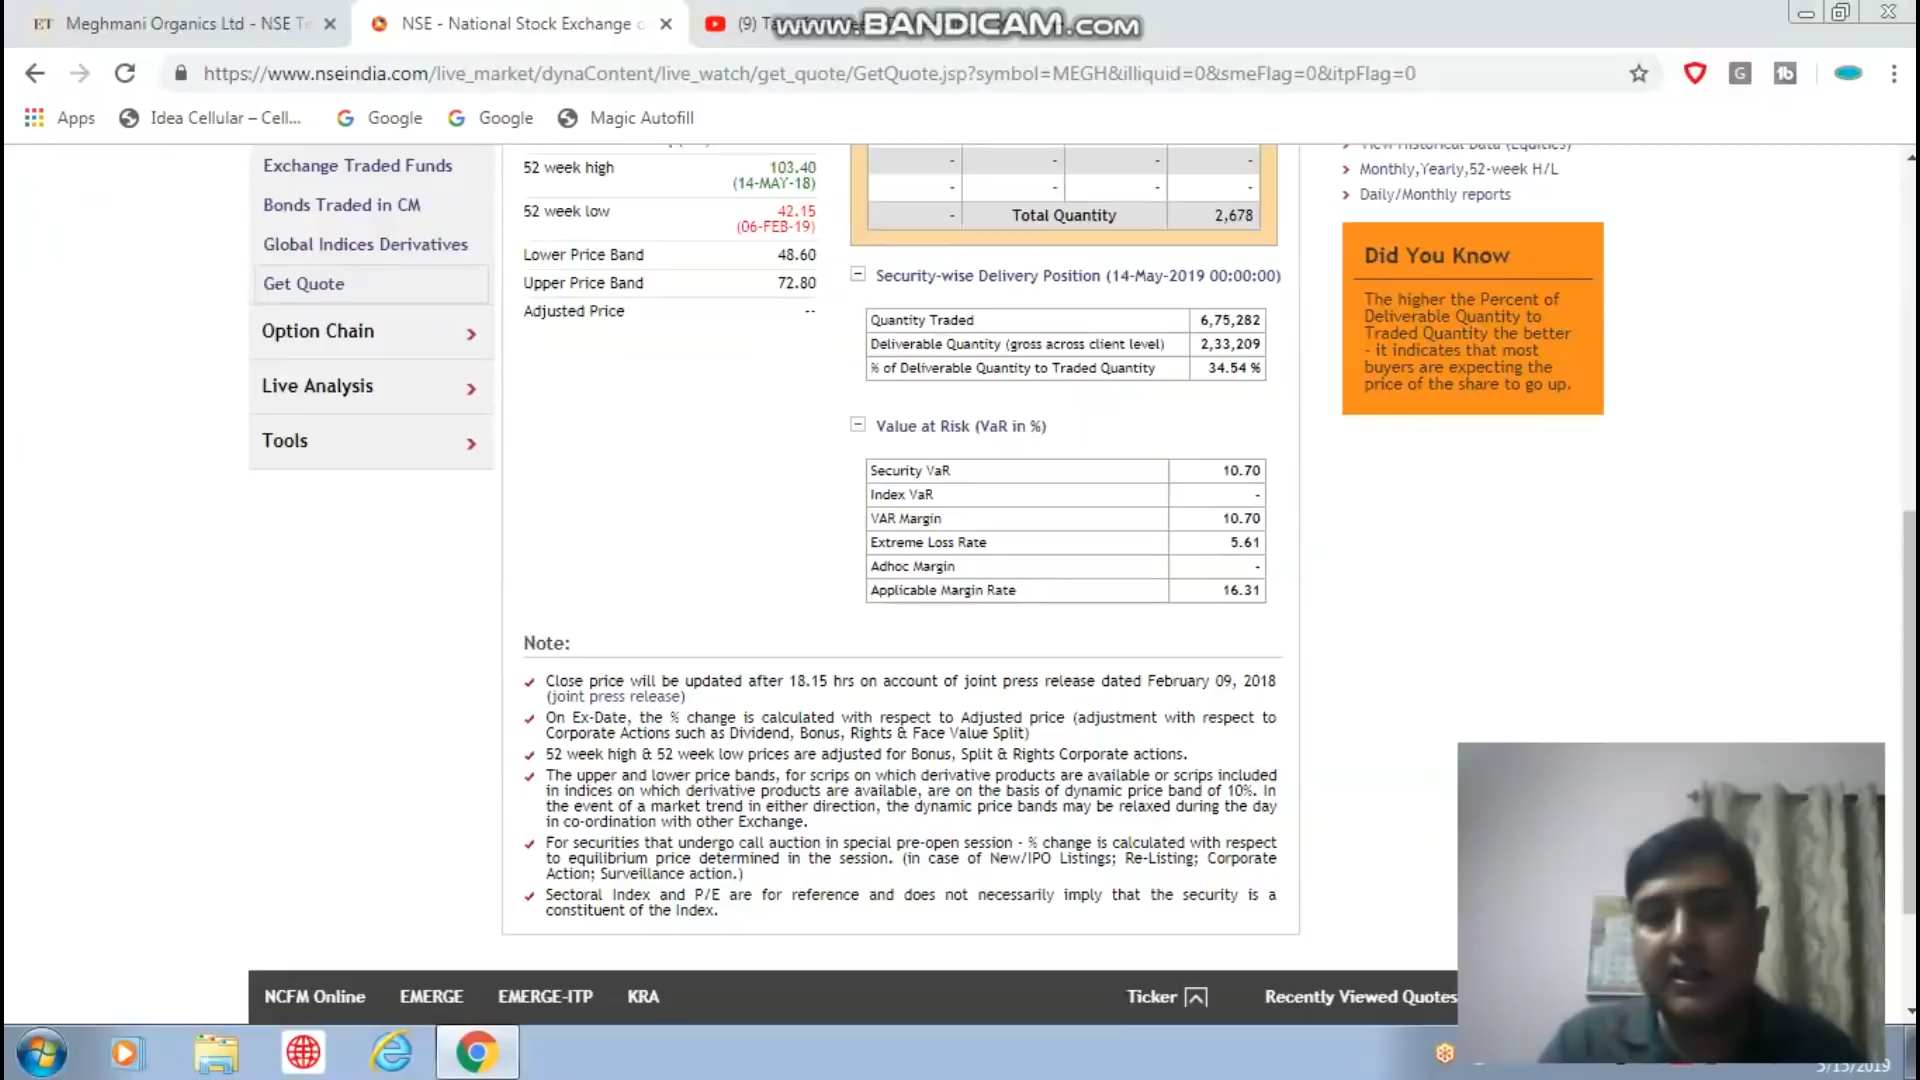 ET Meghmani Organics Ltd - NSE Te
NSE - National Stock Exchange o
(9) Ta
www.BANDICAM.com
https://www.nseindia.com/live_market/dynaContent/live_watch/get_quote/GetQuote.jsp?symbol=MEGH&illiquid=0&smeFlag=0&itpFlag=0
G
Apps
Idea Cellular – Cell...
Google
Google
Magic Autofill
Exchange Traded Funds
Bonds Traded in CM
Global Indices Derivatives
Get Quote
Option Chain
Live Analysis
Tools
52 week high 103.40
(14-MAY-18)
52 week low 42.15
(06-FEB-19)
Lower Price Band 48.60
Upper Price Band 72.80
Adjusted Price --
- - - -
- - - -
- Total Quantity 2,678
Security-wise Delivery Position (14-May-2019 00:00:00)
Quantity Traded 6,75,282
Deliverable Quantity (gross across client level) 2,33,209
% of Deliverable Quantity to Traded Quantity 34.54 %
Value at Risk (VaR in %)
Security VaR 10.70
Index VaR -
VAR Margin 10.70
Extreme Loss Rate 5.61
Adhoc Margin -
Applicable Margin Rate 16.31
View Historical Data (Equities)
Monthly,Yearly,52-week H/L
Daily/Monthly reports
Did You Know
The higher the Percent of
Deliverable Quantity to
Traded Quantity the better
- it indicates that most
buyers are expecting the
price of the share to go up.
Note:
Close price will be updated after 18.15 hrs on account of joint press release dated February 09, 2018
(joint press release)
On Ex-Date, the % change is calculated with respect to Adjusted price (adjustment with respect to
Corporate Actions such as Dividend, Bonus, Rights & Face Value Split)
52 week high & 52 week low prices are adjusted for Bonus, Split & Rights Corporate actions.
The upper and lower price bands, for scrips on which derivative products are available or scrips included
in indices on which derivative products are available, are on the basis of dynamic price band of 10%. In
the event of a market trend in either direction, the dynamic price bands may be relaxed during the day
in co-ordination with other Exchange.
For securities that undergo call auction in special pre-open session - % change is calculated with respect
to equilibrium price determined in the session. (in case of New/IPO Listings; Re-Listing; Corporate
Action; Surveillance action.)
Sectoral Index and P/E are for reference and does not necessarily imply that the security is a
constituent of the Index.
NCFM Online EMERGE EMERGE-ITP KRA Ticker Recently Viewed Quotes
5/15/2019